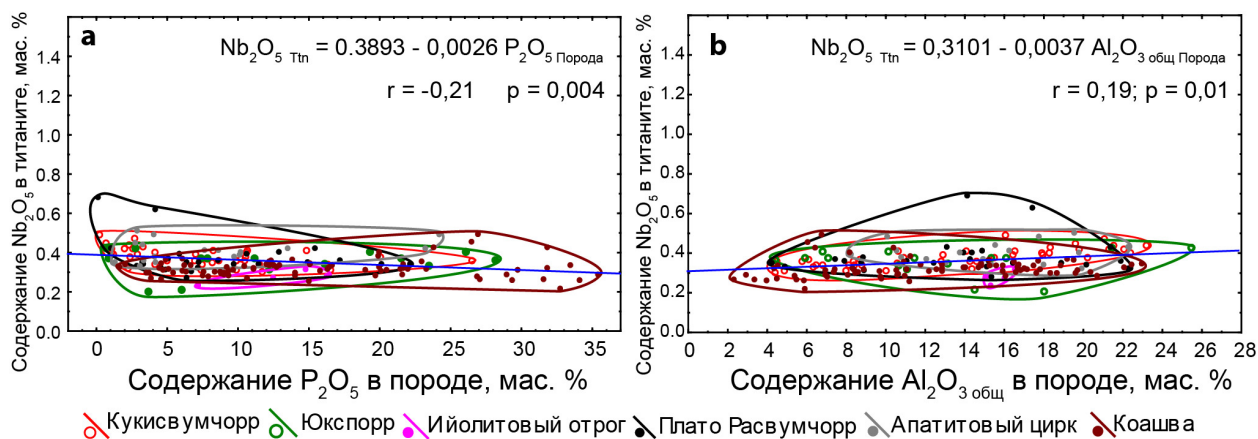 a
Nb2O5 Ttn = 0.3893 - 0,0026 P2O5 Порода
r = -0,21 p = 0,004
Содержание Nb2O5 в титаните, мас. %
1.4
1.2
1.0
0.8
0.6
0.4
0.2
0.0
0 5 10 15 20 25 30 35
Содержание P2O5 в породе, мас. %
b
Nb2O5 Ttn = 0,3101 - 0,0037 Al2O3 общ Порода
r = 0,19; p = 0,01
Содержание Nb2O5 в титаните, мас. %
1.4
1.2
1.0
0.8
0.6
0.4
0.2
0.0
0 2 4 6 8 10 12 14 16 18 20 22 24 26 28
Содержание Al2O3 общ в породе, мас. %
Кукисвумчорр Юкспорр Ийолитовый отрог Плато Расвумчорр Апатитовый цирк Коашва